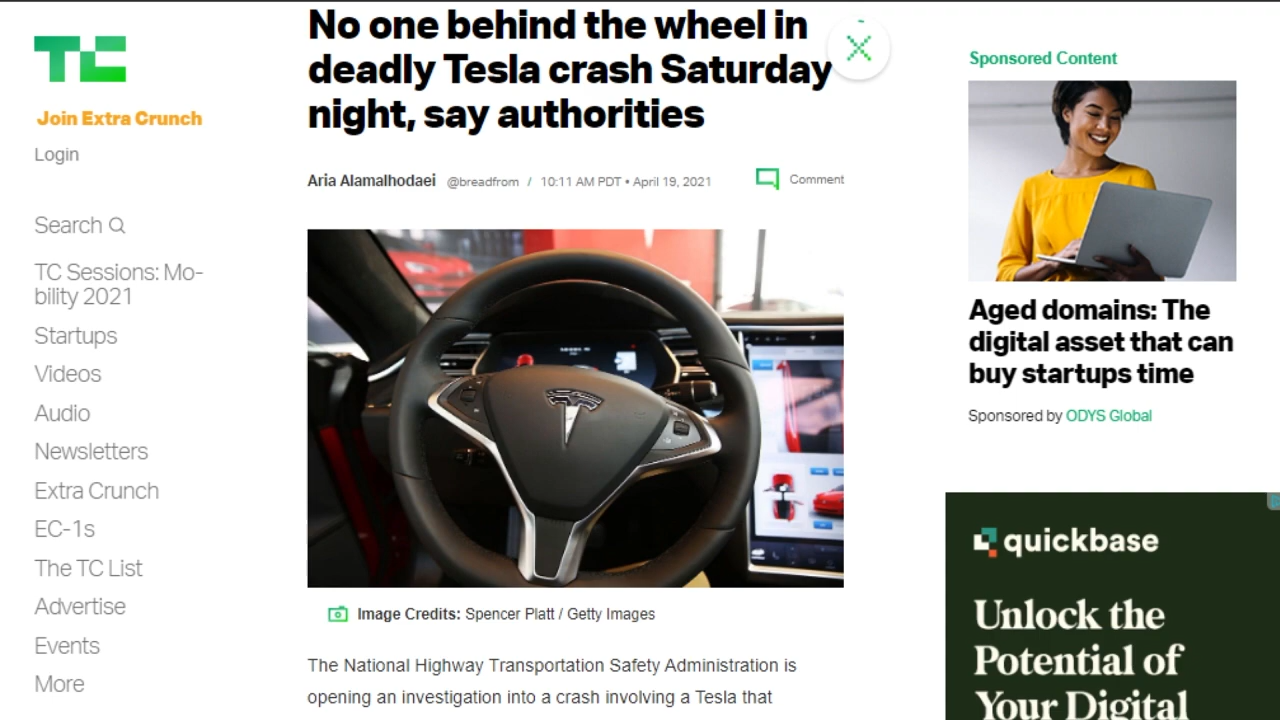 TC
Join Extra Crunch
Login
Search
TC Sessions: Mo-
bility 2021
Startups
Videos
Audio
Newsletters
Extra Crunch
EC-1s
The TC List
Advertise
Events
More
No one behind the wheel in
deadly Tesla crash Saturday
night, say authorities
Aria Alamalhodaei @breadfrom / 10:11 AM PDT • April 19, 2021
Comment
Image Credits: Spencer Platt / Getty Images
The National Highway Transportation Safety Administration is
opening an investigation into a crash involving a Tesla that
Sponsored Content
Aged domains: The
digital asset that can
buy startups time
Sponsored by ODYS Global
quickbase
Unlock the
Potential of
Your Digital